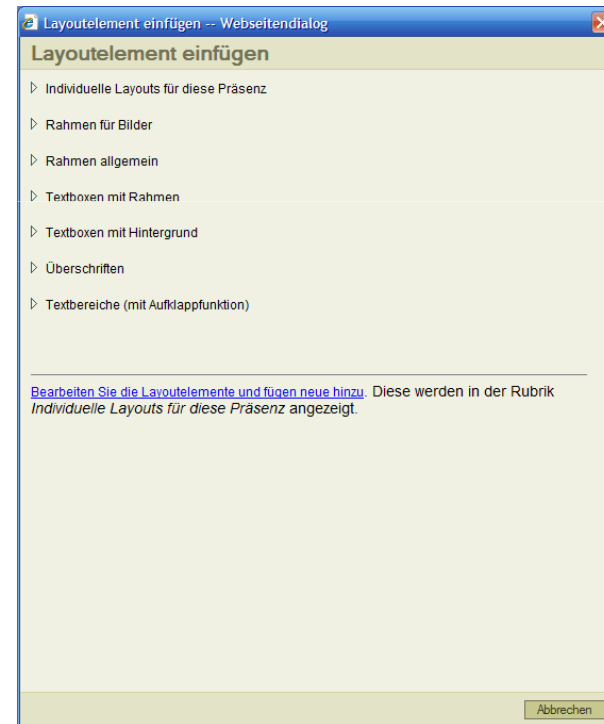 Layoutelement einfügen -- Webseitendialog
Layoutelement einfügen
Individuelle Layouts für diese Präsenz
Rahmen für Bilder
Rahmen allgemein
Textboxen mit Rahmen
Textboxen mit Hintergrund
Überschriften
Textbereiche (mit Aufklappfunktion)
Bearbeiten Sie die Layoutelemente und fügen neue hinzu. Diese werden in der Rubrik
Individuelle Layouts für diese Präsenz angezeigt.
Abbrechen